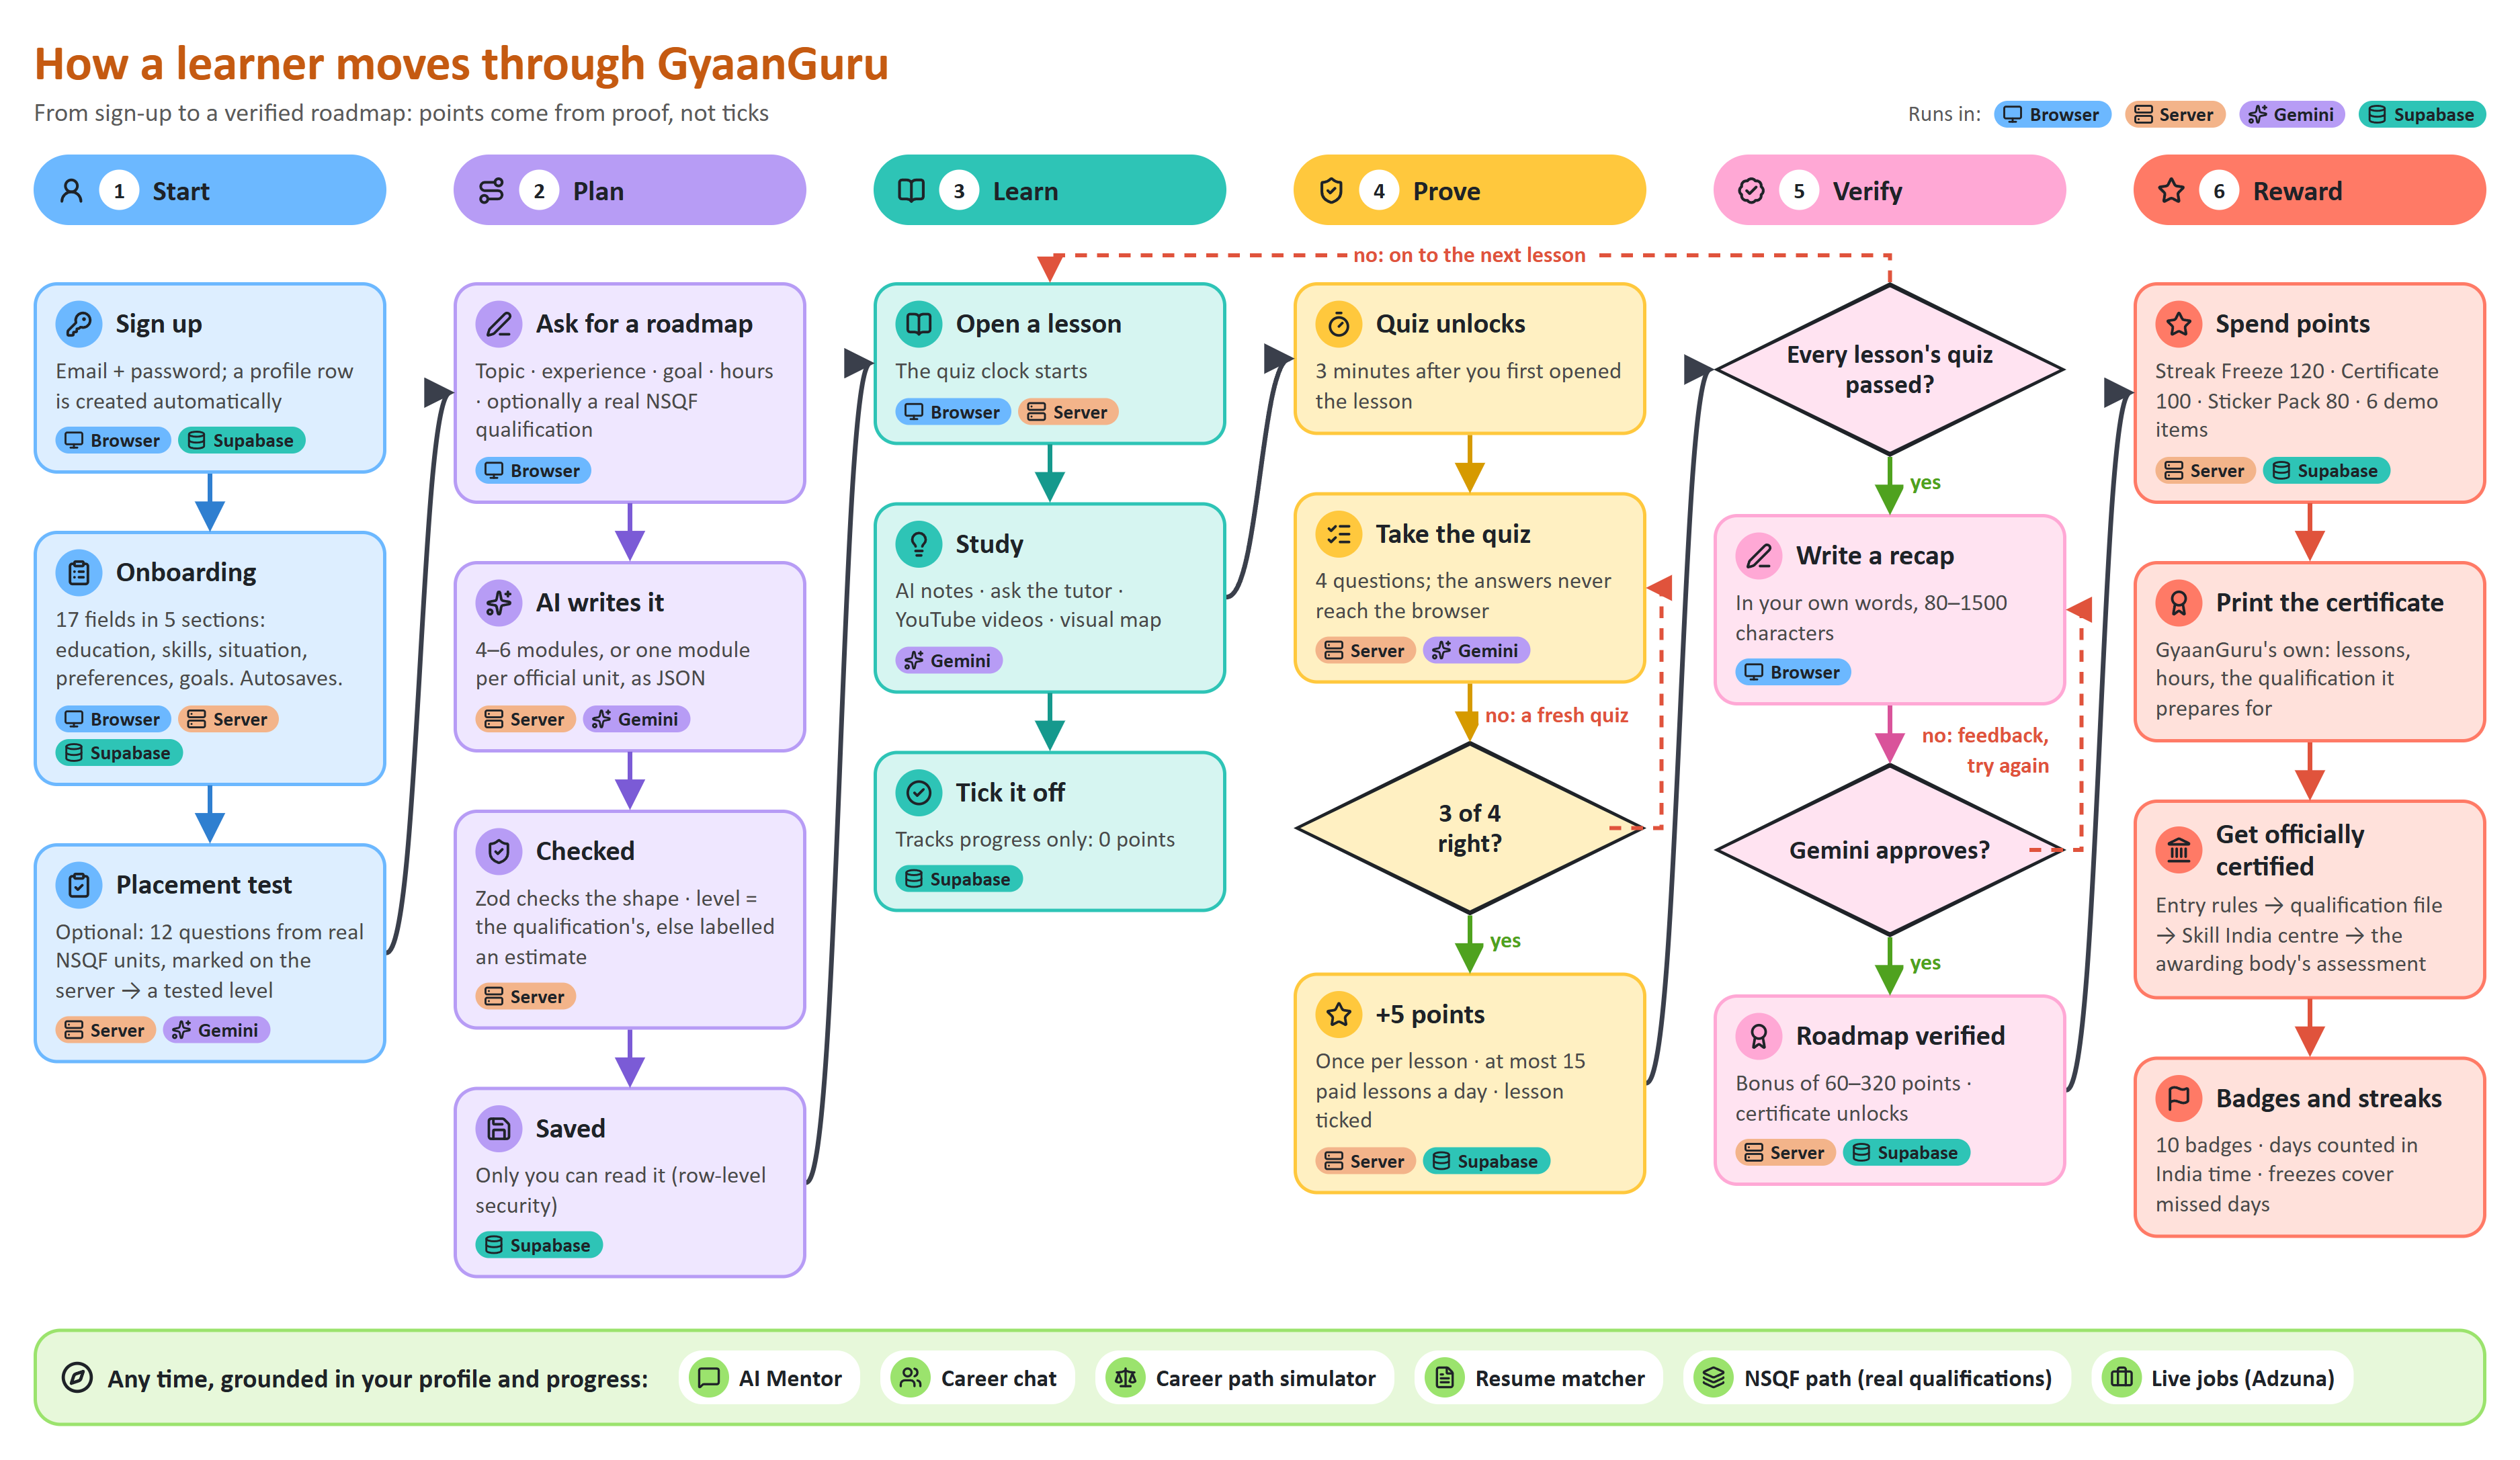 How a learner moves through GyaanGuru
From sign-up to a verified roadmap: points come from proof, not ticks
Runs in: Browser Server Gemini Supabase
1 Start
2 Plan
3 Learn
4 Prove
5 Verify
6 Reward
no: on to the next lesson
Sign up
Email + password; a profile row
is created automatically
Browser Supabase
Onboarding
17 fields in 5 sections:
education, skills, situation,
preferences, goals. Autosaves.
Browser Server
Supabase
Placement test
Optional: 12 questions from real
NSQF units, marked on the
server → a tested level
Server Gemini
Ask for a roadmap
Topic · experience · goal · hours
· optionally a real NSQF
qualification
Browser
AI writes it
4–6 modules, or one module
per official unit, as JSON
Server Gemini
Checked
Zod checks the shape · level =
the qualification's, else labelled
an estimate
Server
Saved
Only you can read it (row-level
security)
Supabase
Open a lesson
The quiz clock starts
Browser Server
Study
AI notes · ask the tutor ·
YouTube videos · visual map
Gemini
Tick it off
Tracks progress only: 0 points
Supabase
Quiz unlocks
3 minutes after you first opened
the lesson
Take the quiz
4 questions; the answers never
reach the browser
Server Gemini
no: a fresh quiz
3 of 4
right?
yes
+5 points
Once per lesson · at most 15
paid lessons a day · lesson
ticked
Server Supabase
Every lesson's quiz
passed?
yes
Write a recap
In your own words, 80–1500
characters
Browser
no: feedback,
try again
Gemini approves?
yes
Roadmap verified
Bonus of 60–320 points ·
certificate unlocks
Server Supabase
Spend points
Streak Freeze 120 · Certificate
100 · Sticker Pack 80 · 6 demo
items
Server Supabase
Print the certificate
GyaanGuru's own: lessons,
hours, the qualification it
prepares for
Get officially
certified
Entry rules → qualification file
→ Skill India centre → the
awarding body's assessment
Badges and streaks
10 badges · days counted in
India time · freezes cover
missed days
Any time, grounded in your profile and progress: AI Mentor Career chat Career path simulator Resume matcher NSQF path (real qualifications) Live jobs (Adzuna)